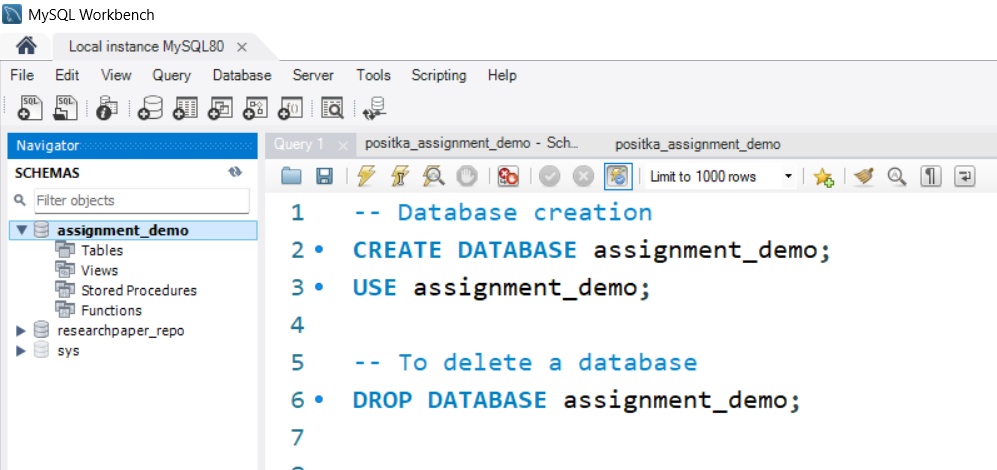 MySQL Workbench
Local instance MySQL80
File Edit View Query Database Server Tools Scripting Help
SQL SQL
Navigator
SCHEMAS
Filter objects
assignment_demo
Tables
Views
Stored Procedures
Functions
researchpaper_repo
sys
Query 1 positka_assignment_demo - Sch... positka_assignment_demo
Limit to 1000 rows
1 -- Database creation
2 CREATE DATABASE assignment_demo;
3 USE assignment_demo;
4
5 -- To delete a database
6 DROP DATABASE assignment_demo;
7